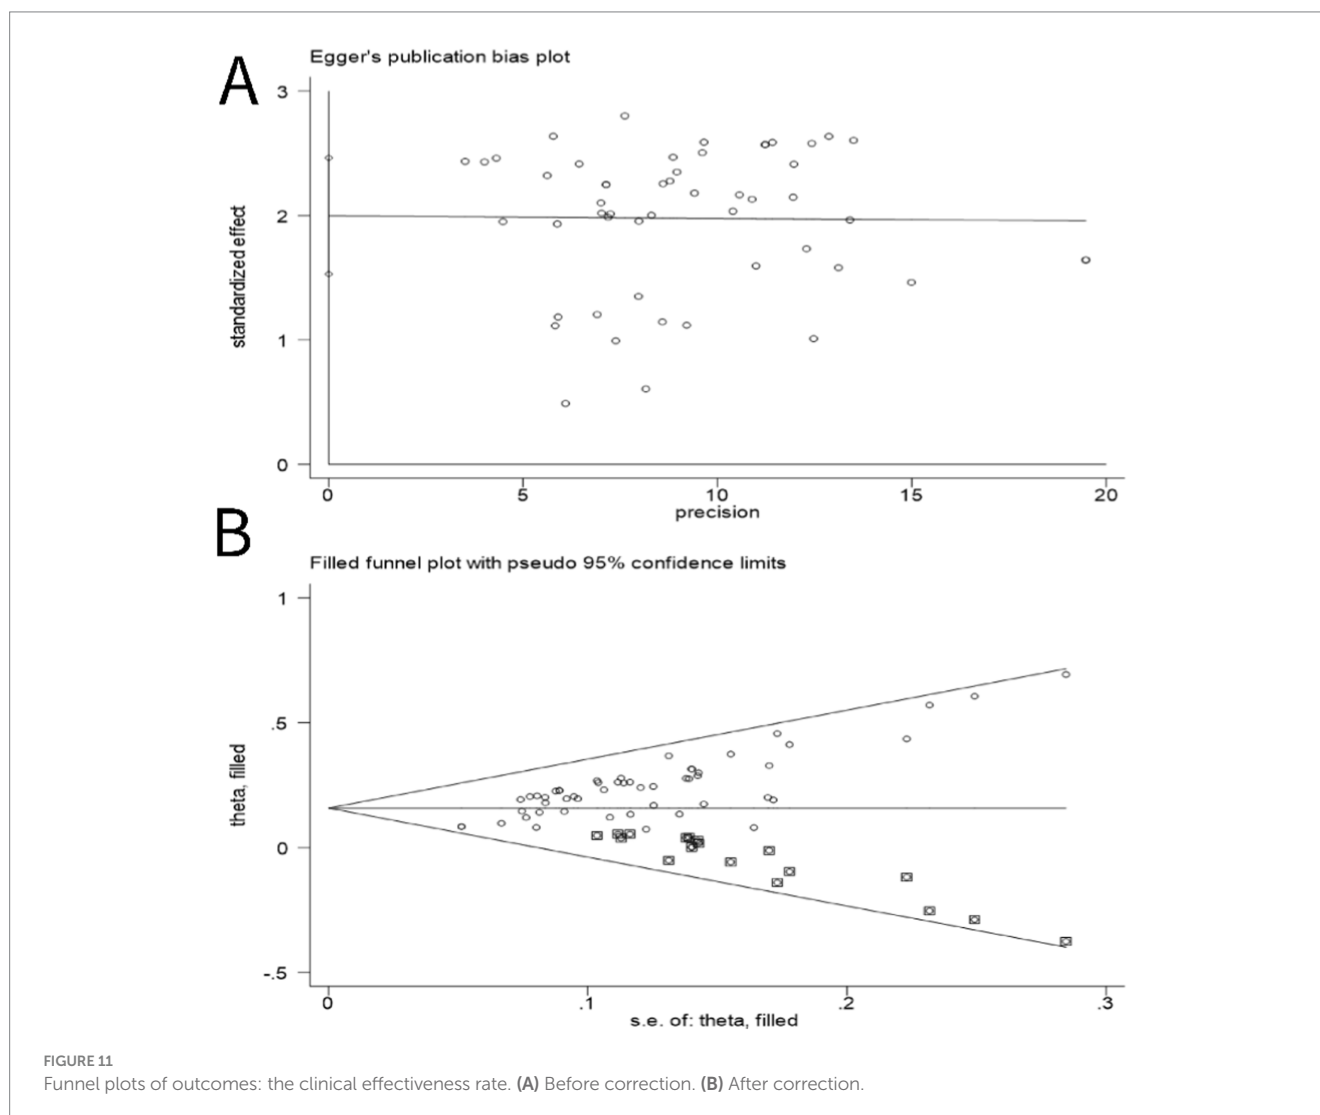 A
Egger's publication bias plot
3
2
1
0
standardized effect
0 5 10 15 20
precision
B
Filled funnel plot with pseudo 95% confidence limits
1
.5
0
-.5
theta, filled
0 .1 .2 .3
s.e. of: theta, filled
FIGURE 11
Funnel plots of outcomes: the clinical effectiveness rate. (A) Before correction. (B) After correction.